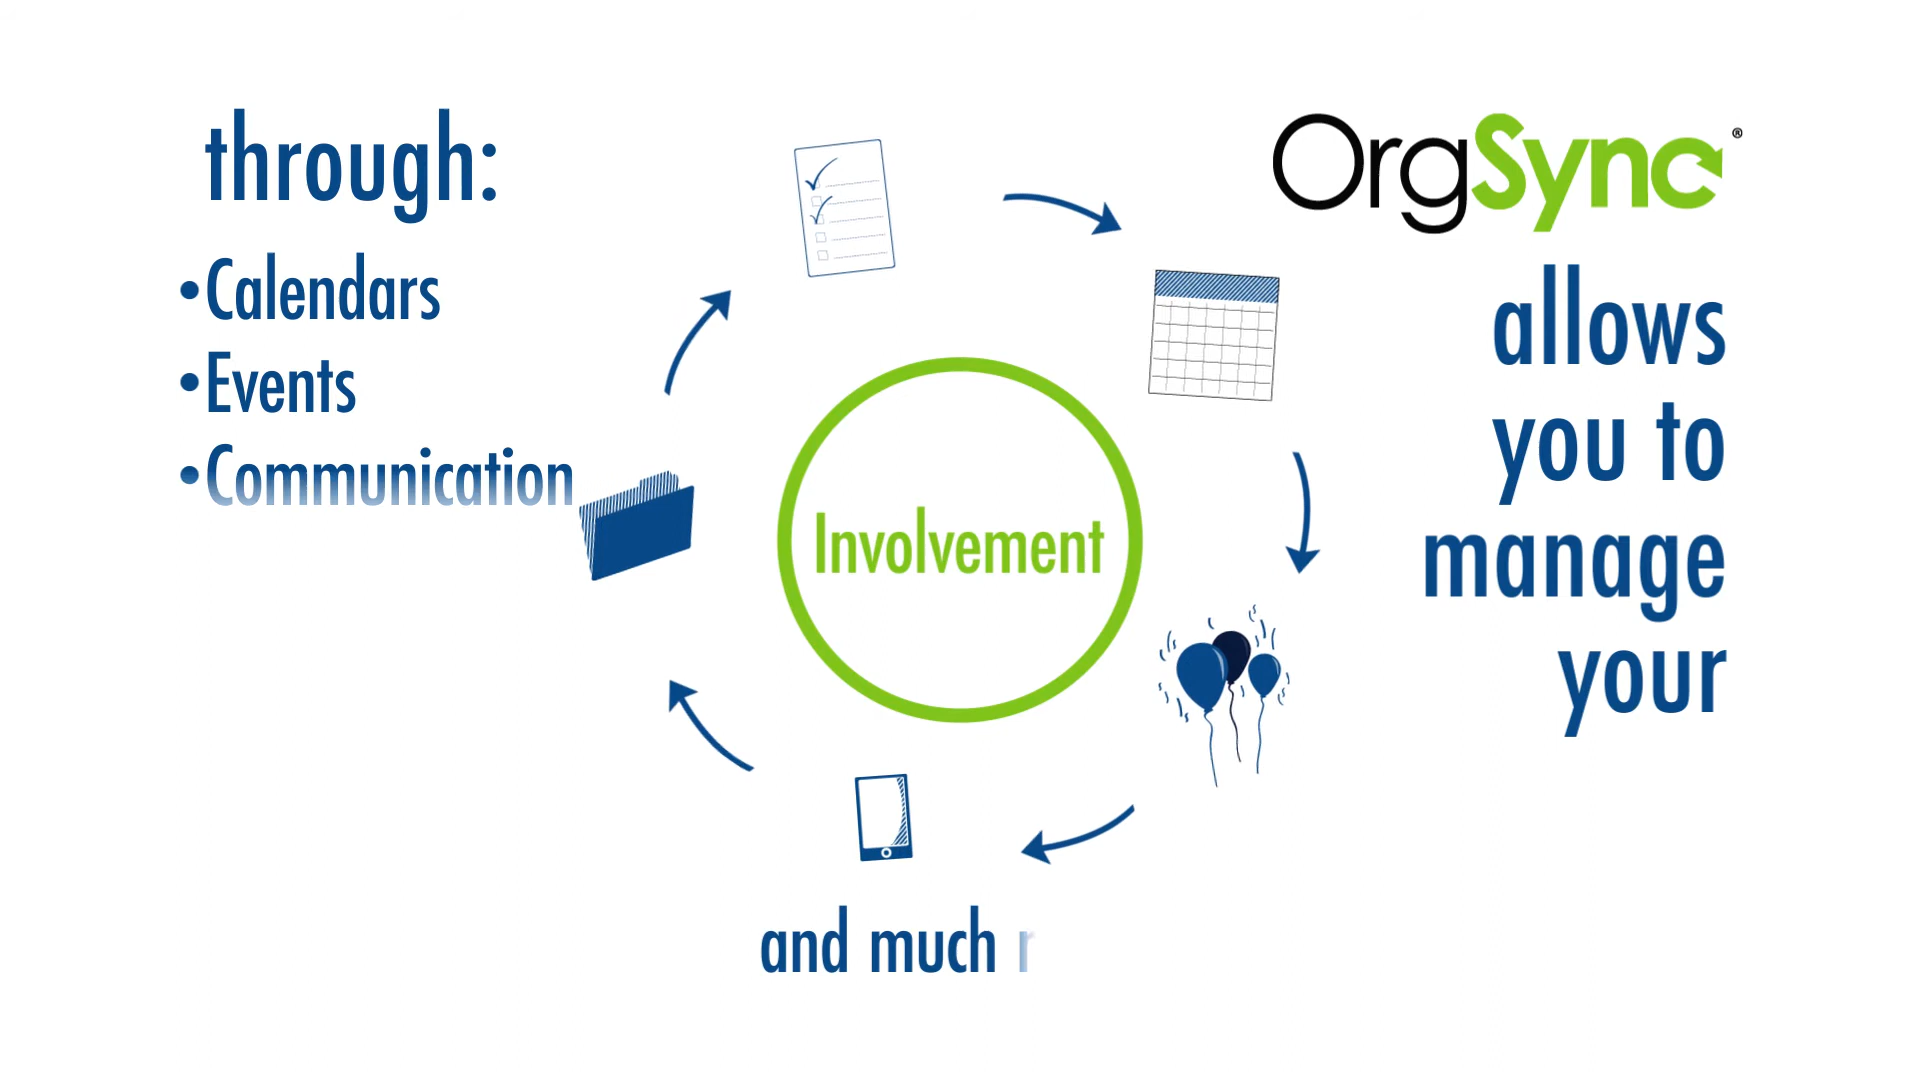 OrgSync®
allows
you to
manage
your
Involvement
through:
•Calendars
•Events
•Communication
and much